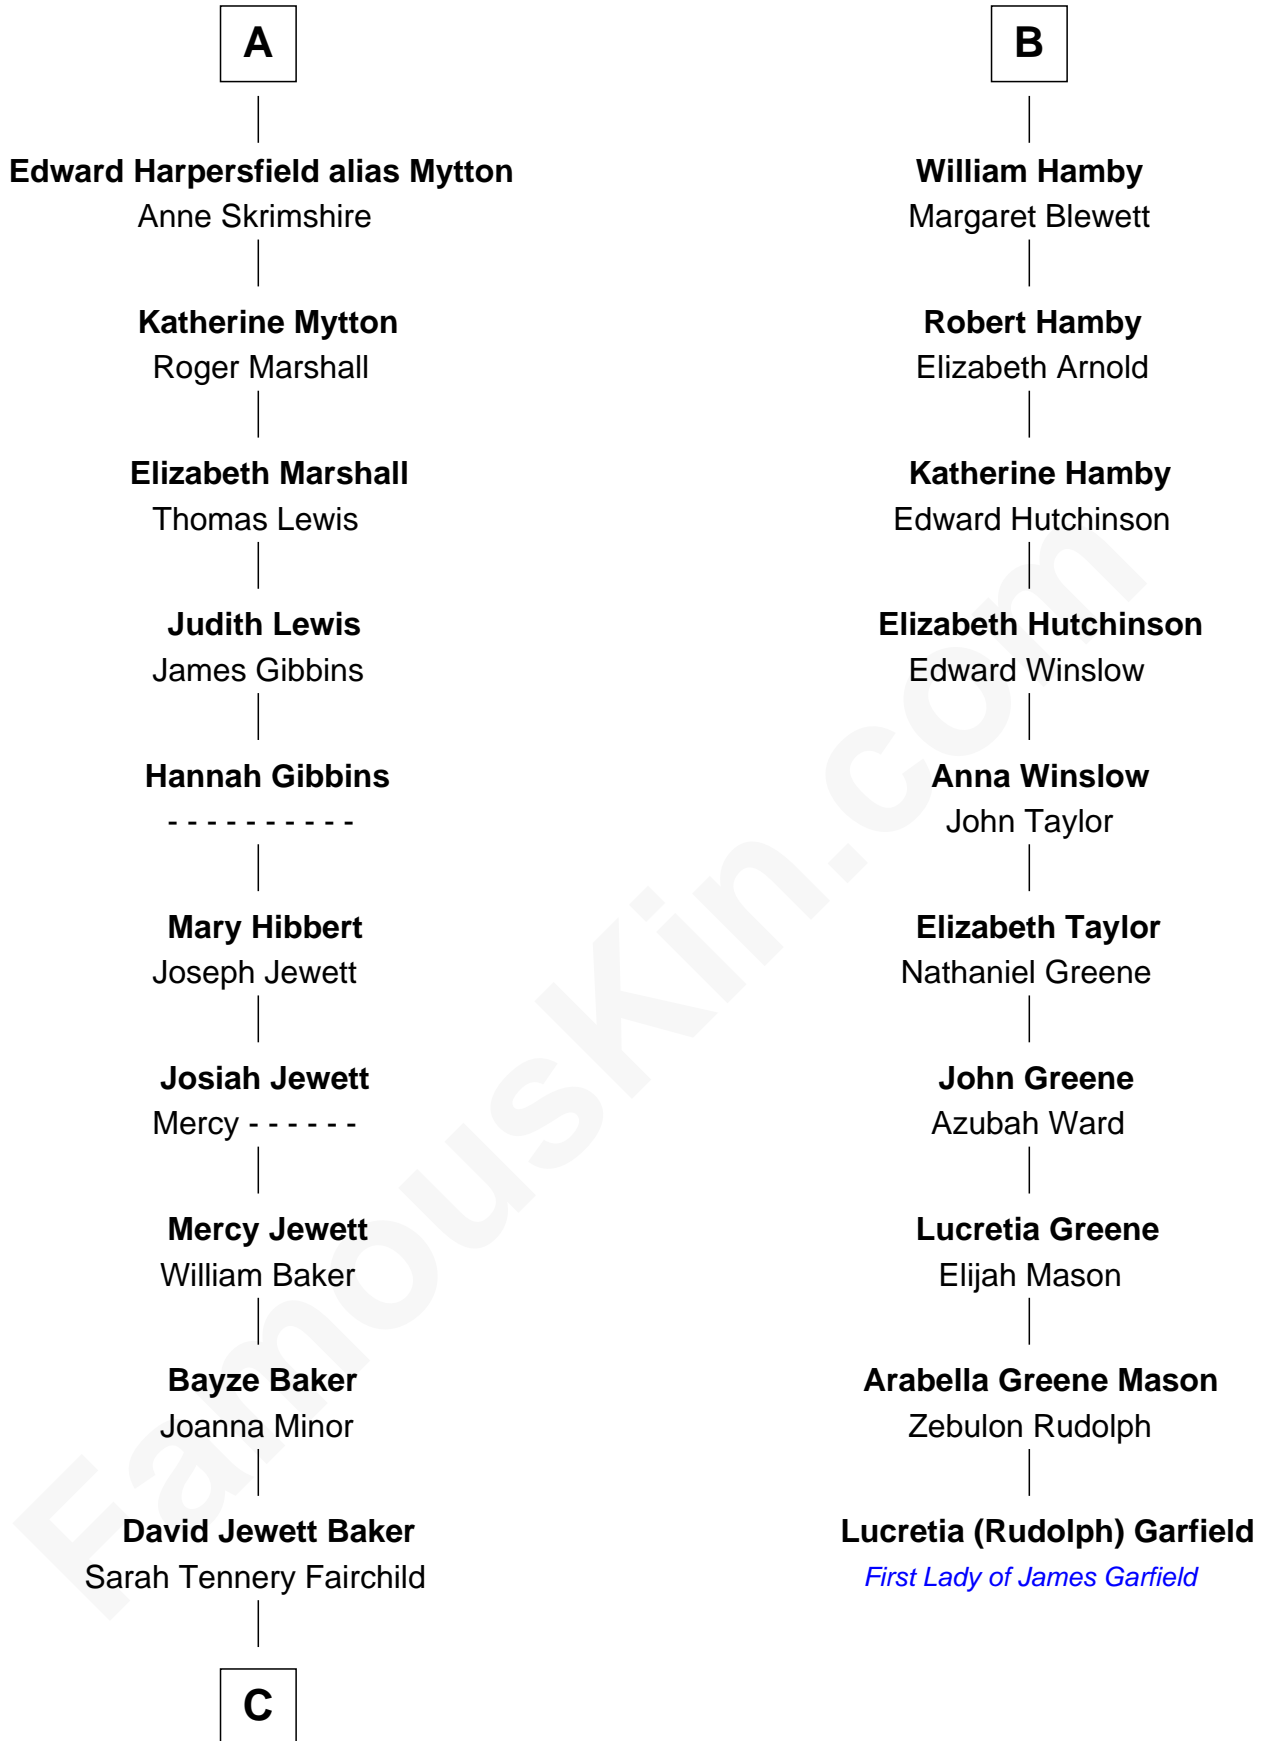 A
Edward Harpersfield alias Mytton
Anne Skrimshire
Katherine Mytton
Roger Marshall
Elizabeth Marshall
Thomas Lewis
Judith Lewis
James Gibbins
Hannah Gibbins
- - - - - - - - - -
Mary Hibbert
Joseph Jewett
Josiah Jewett
Mercy - - - - - -
Mercy Jewett
William Baker
Bayze Baker
Joanna Minor
David Jewett Baker
Sarah Tennery Fairchild
C
B
William Hamby
Margaret Blewett
Robert Hamby
Elizabeth Arnold
Katherine Hamby
Edward Hutchinson
Elizabeth Hutchinson
Edward Winslow
Anna Winslow
John Taylor
Elizabeth Taylor
Nathaniel Greene
John Greene
Azubah Ward
Lucretia Greene
Elijah Mason
Arabella Greene Mason
Zebulon Rudolph
Lucretia (Rudolph) Garfield
First Lady of James Garfield
FamousKin.com